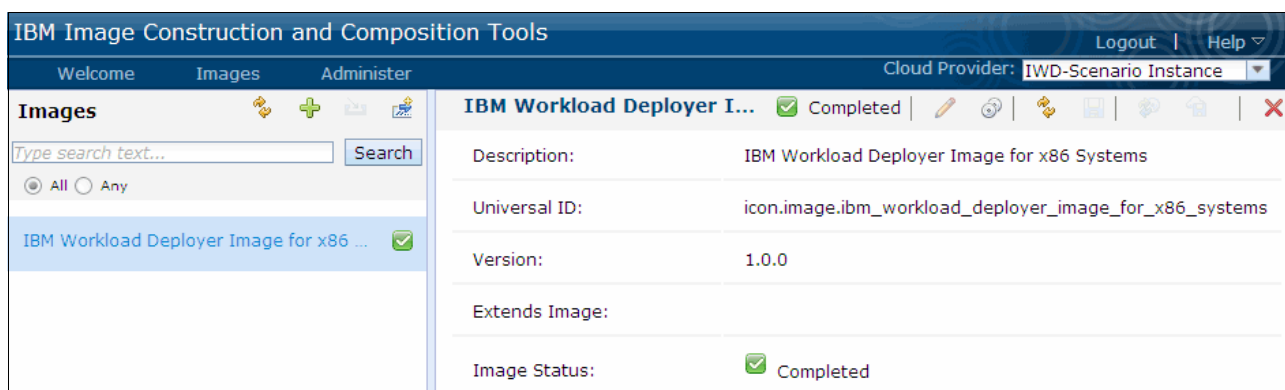 IBM Image Construction and Composition Tools
Logout | Help
Welcome Images Administer
Cloud Provider: IWD-Scenario Instance
Images
Type search text...
Search
All Any
IBM Workload Deployer Image for x86 ...
IBM Workload Deployer I... Completed
Description: IBM Workload Deployer Image for x86 Systems
Universal ID: icon.image.ibm_workload_deployer_image_for_x86_systems
Version: 1.0.0
Extends Image:
Image Status: Completed